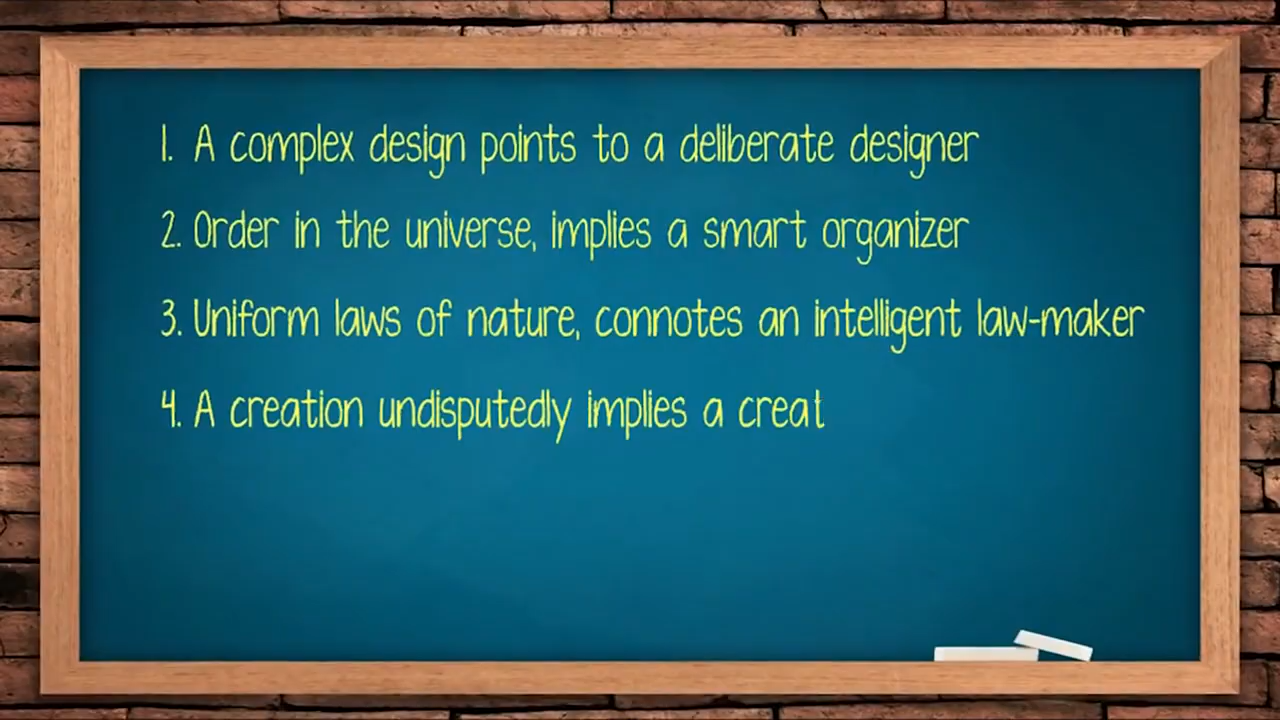 1. A complex design points to a deliberate designer
2. Order in the universe, implies a smart organizer
3. Uniform laws of nature, connotes an intelligent law-maker
4. A creation undisputedly implies a creat